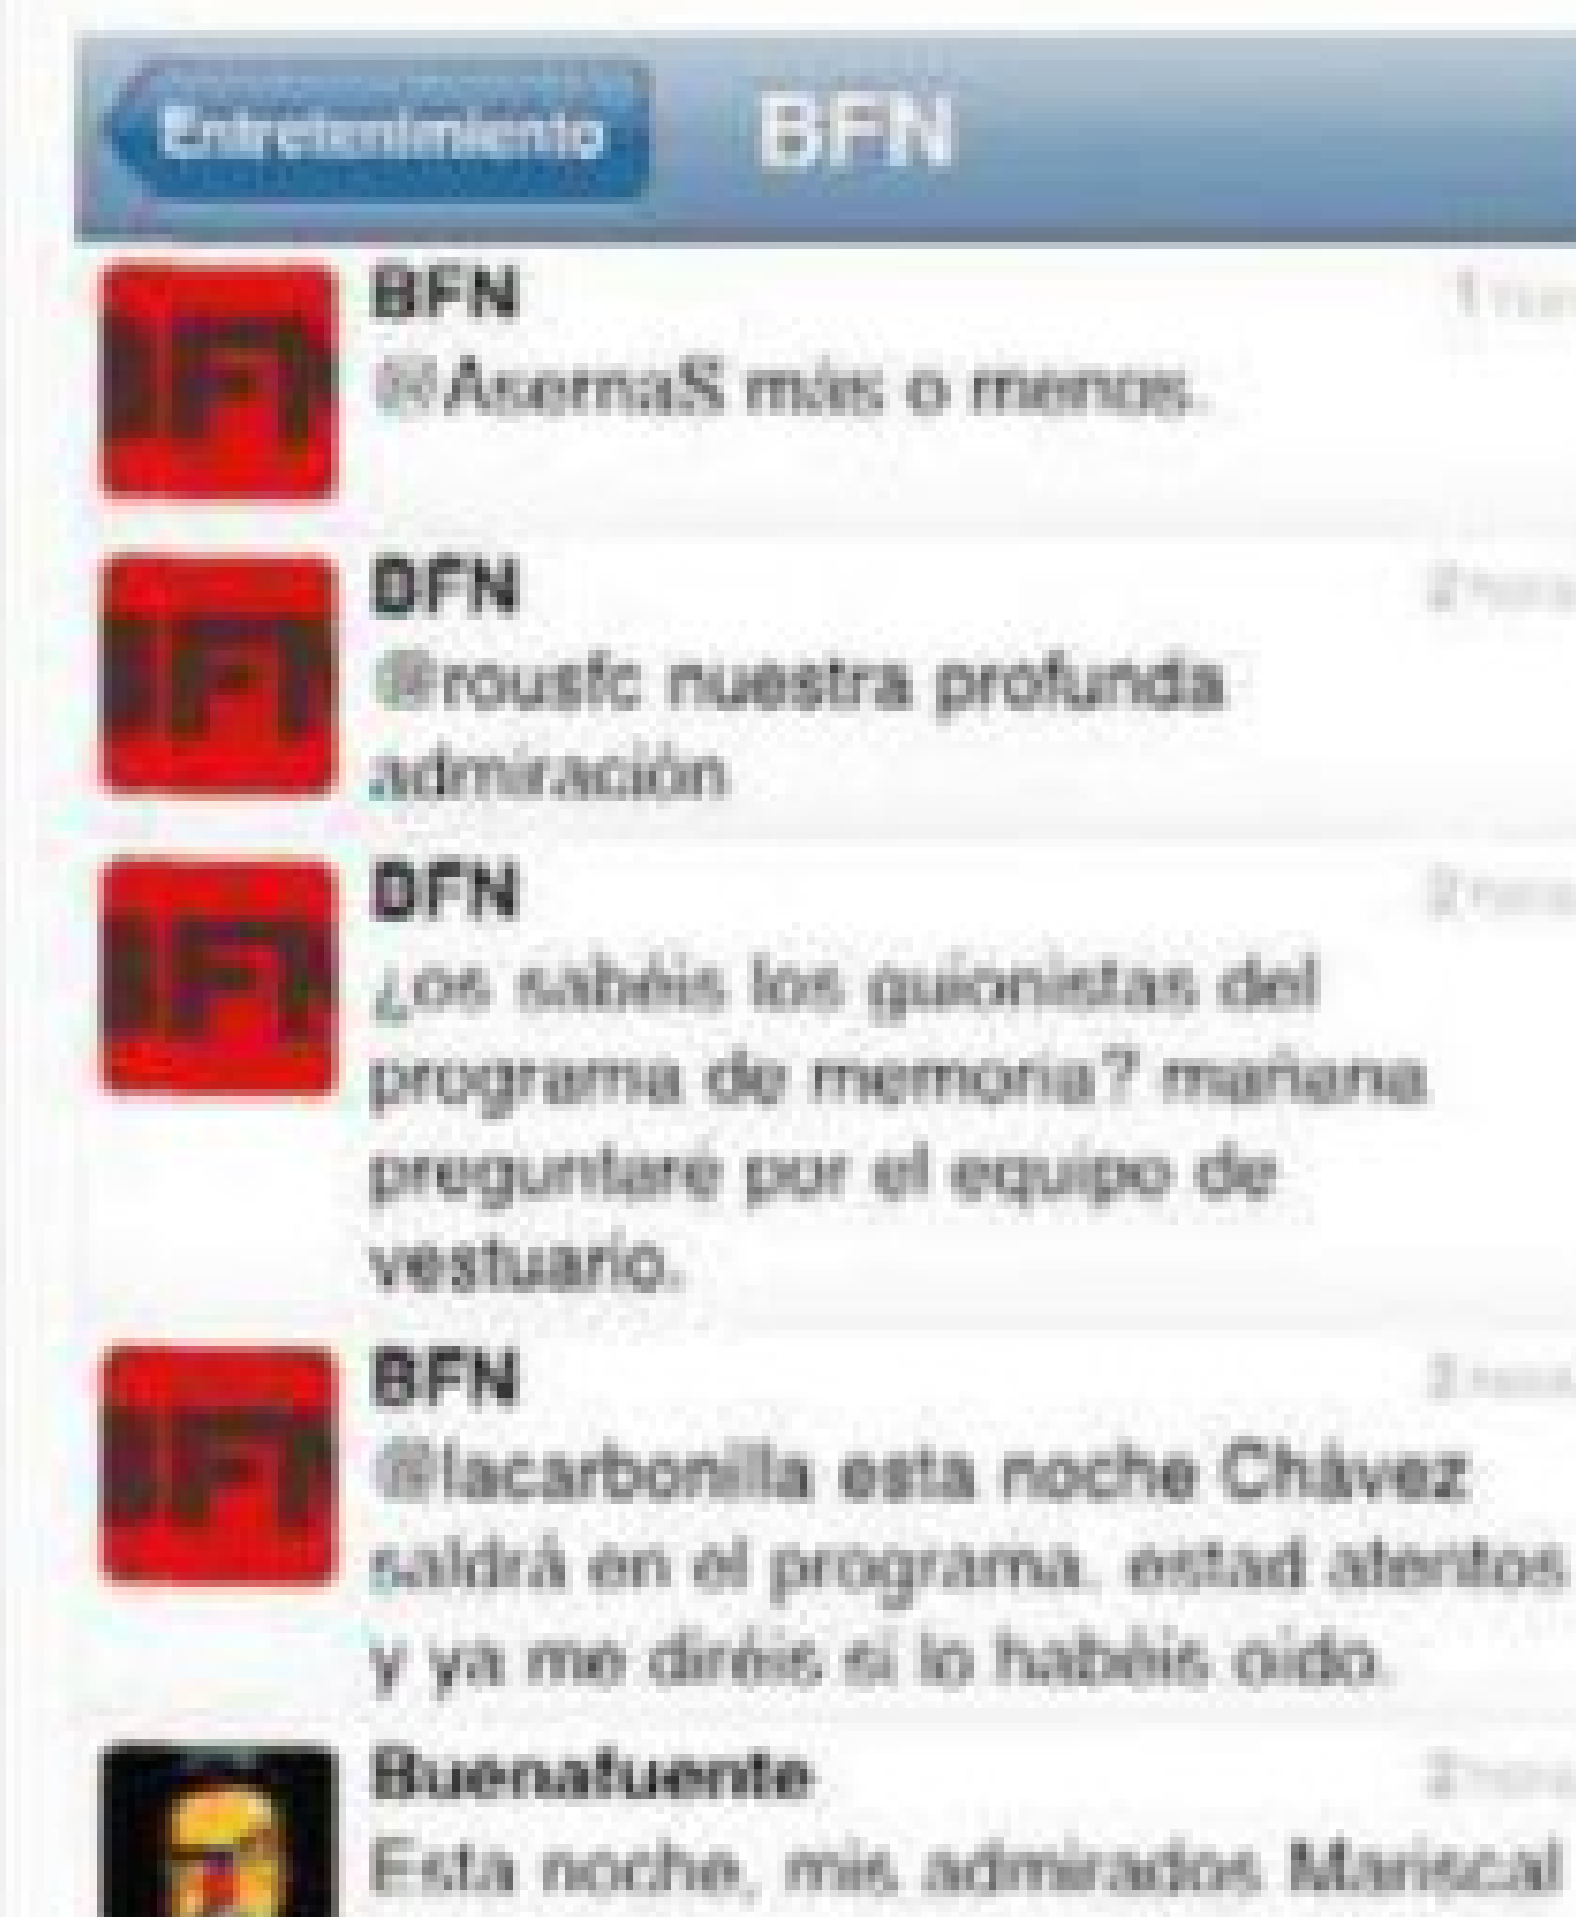 Entretenimiento
BFN
BFN
más o menos.
BFN
@rousfc nuestra profunda
admiración
BFN
¿os sabéis los guionistas del
programa de memoria? mañana
preguntaré por el equipo de
vestuario.
BFN
@lacarbonilla esta noche Chávez
saldrá en el programa. estad atentos
y ya me diréis si lo habéis oido.
Buenafuente
Esta noche, mis admirados Mariscal